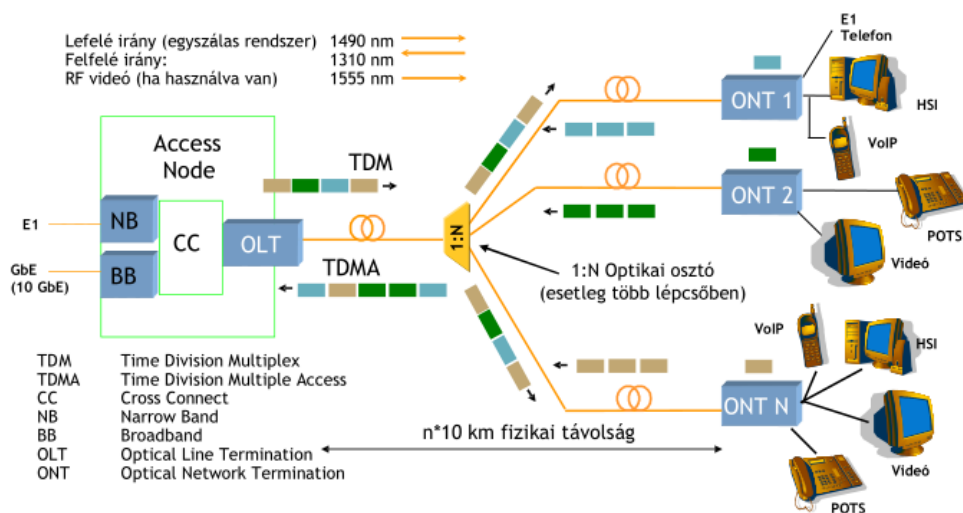 Lefelé irány (egyszálas rendszer) 1490 nm
Felfelé irány: 1310 nm
RF videó (ha használva van) 1555 nm
E1
Telefon
ONT 1
HSI
VoIP
Access
Node
TDM
NB
CC
OLT
E1
BB
GbE
(10 GbE)
TDMA
1:N
ONT 2
POTS
Videó
1:N Optikai osztó
(esetleg több lépcsőben)
VoIP
HSI
ONT N
Videó
POTS
n*10 km fizikai távolság
TDM Time Division Multiplex
TDMA Time Division Multiple Access
CC Cross Connect
NB Narrow Band
BB Broadband
OLT Optical Line Termination
ONT Optical Network Termination